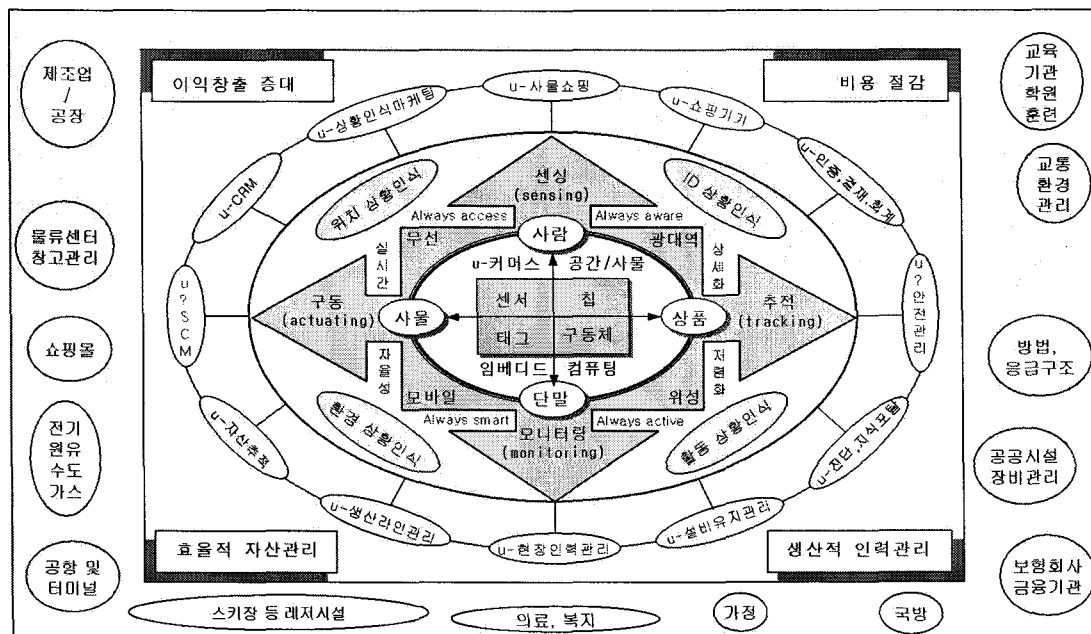 제조업
/
공장
물류센터
창고관리
쇼핑몰
전기
원유
수도
가스
공항 및
터미널
이익창출 증대
비용 절감
효율적 자산관리
생산적 인력관리
u-사물쇼핑
u-쇼핑기기
u-인증,결재,회계
u?안전관리
u-진단,지식모델
u-설비유지관리
u-현장인력관리
u-생산라인관리
u-자산추적
u?SCM
u-CRM
u-상황인식마케팅
위치 상황인식
ID 상황인식
환경 상황인식
활동 상황인식
센싱
(sensing)
Always access
Always aware
무선
광대역
실시간
상세화
사람
u-커머스
공간/사물
구동
(actuating)
사물
센서
칩
태그
구동체
상품
추적
(tracking)
임베디드
컴퓨팅
자율성
저련화
모바일
위성
단말
Always smart
Always active
모니터링
(monitoring)
교육
기관
학원
훈련
교통
환경
관리
방법,
응급구조
공공시설
장비관리
보험회사
금융기관
스키장 등 레저시설
의료, 복지
가정
국방